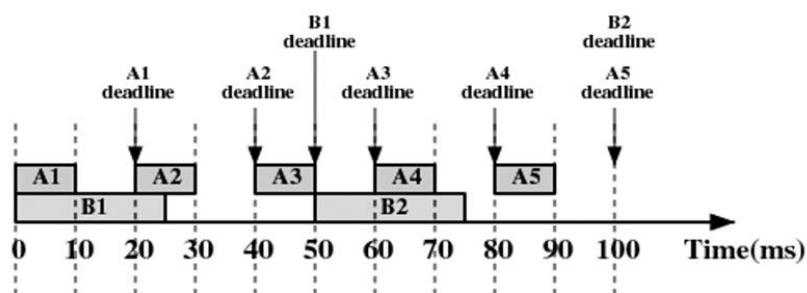 B1
deadline
B2
deadline
A1
deadline
A2
deadline
A3
deadline
A4
deadline
A5
deadline
A1 A2 A3 A4 A5
B1 B2
0 10 20 30 40 50 60 70 80 90 100 Time(ms)